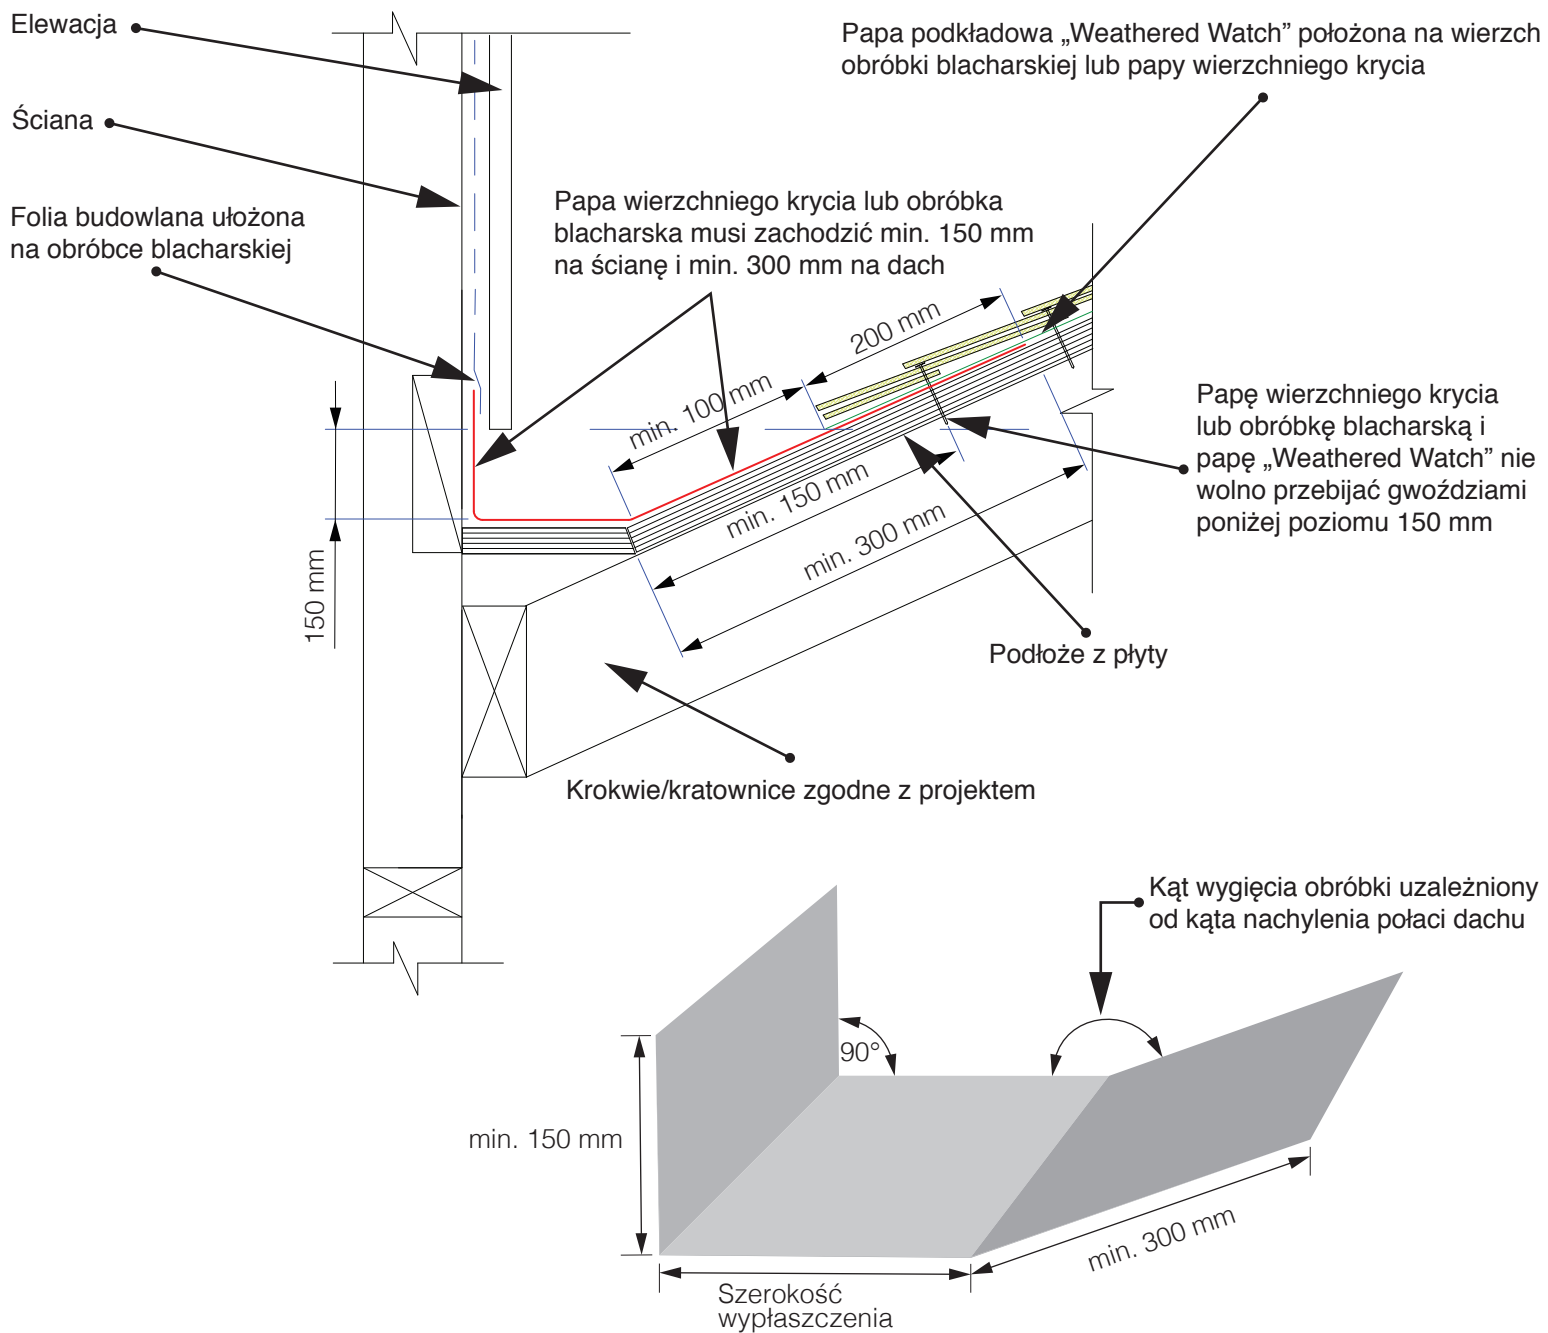 Elewacja
Papa podkładowa „Weathered Watch” położona na wierzch
obróbki blacharskiej lub papy wierzchniego krycia
Ściana
Folia budowlana ułożona
na obróbce blacharskiej
Papa wierzchniego krycia lub obróbka
blacharska musi zachodzić min. 150 mm
na ścianę i min. 300 mm na dach
200 mm
min. 100 mm
Papę wierzchniego krycia
lub obróbkę blacharską i
papę „Weathered Watch” nie
wolno przebijać gwoździami
poniżej poziomu 150 mm
min. 150 mm
min. 300 mm
150 mm
Podłoże z płyty
Krokwie/kratownice zgodne z projektem
Kąt wygięcia obróbki uzależniony
od kąta nachylenia połaci dachu
90°
min. 150 mm
min. 300 mm
Szerokość
wypłaszczenia